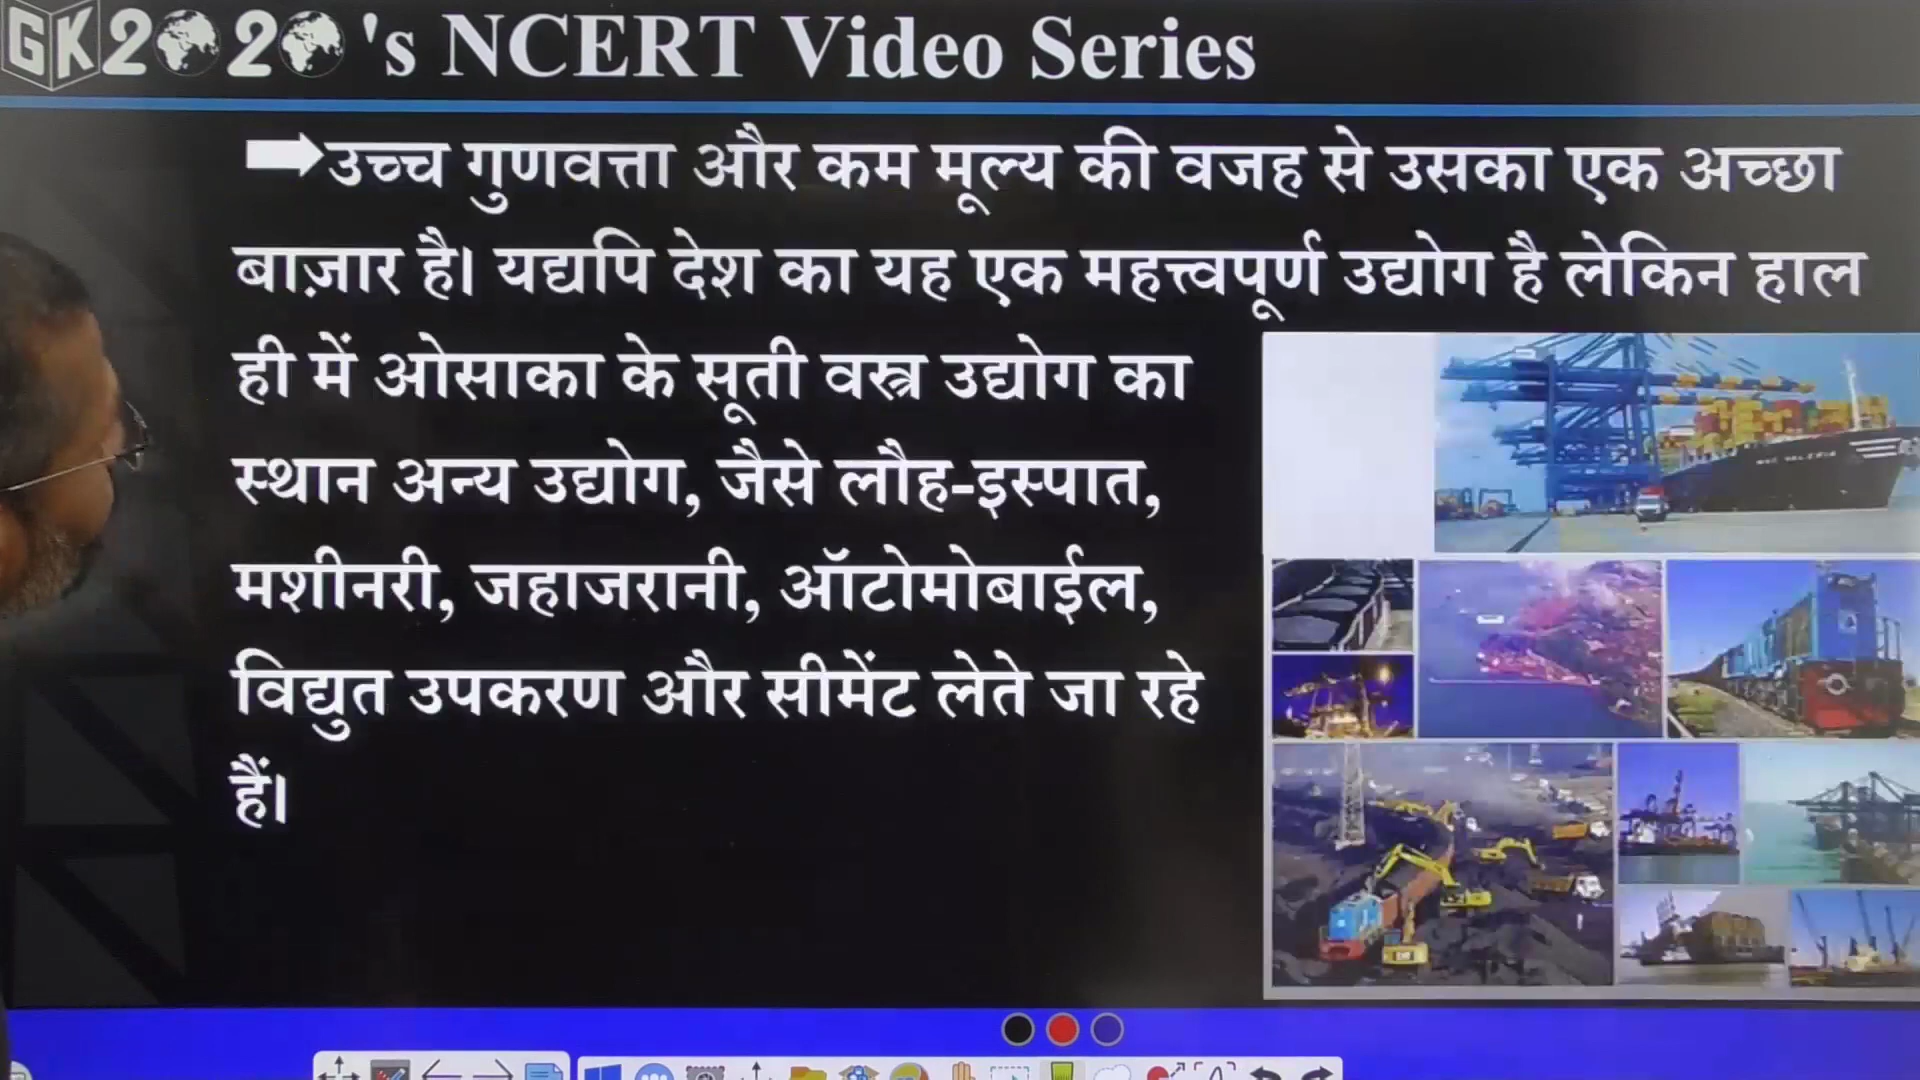 GK2020's NCERT Video Series
उच्च गुणवत्ता और कम मूल्य की वजह से उसका एक अच्छा
बाज़ार है। यद्यपि देश का यह एक महत्त्वपूर्ण उद्योग है लेकिन हाल
ही में ओसाका के सूती वस्त्र उद्योग का
स्थान अन्य उद्योग, जैसे लौह-इस्पात,
मशीनरी, जहाजरानी, ऑटोमोबाईल,
विद्युत उपकरण और सीमेंट लेते जा रहे
हैं।